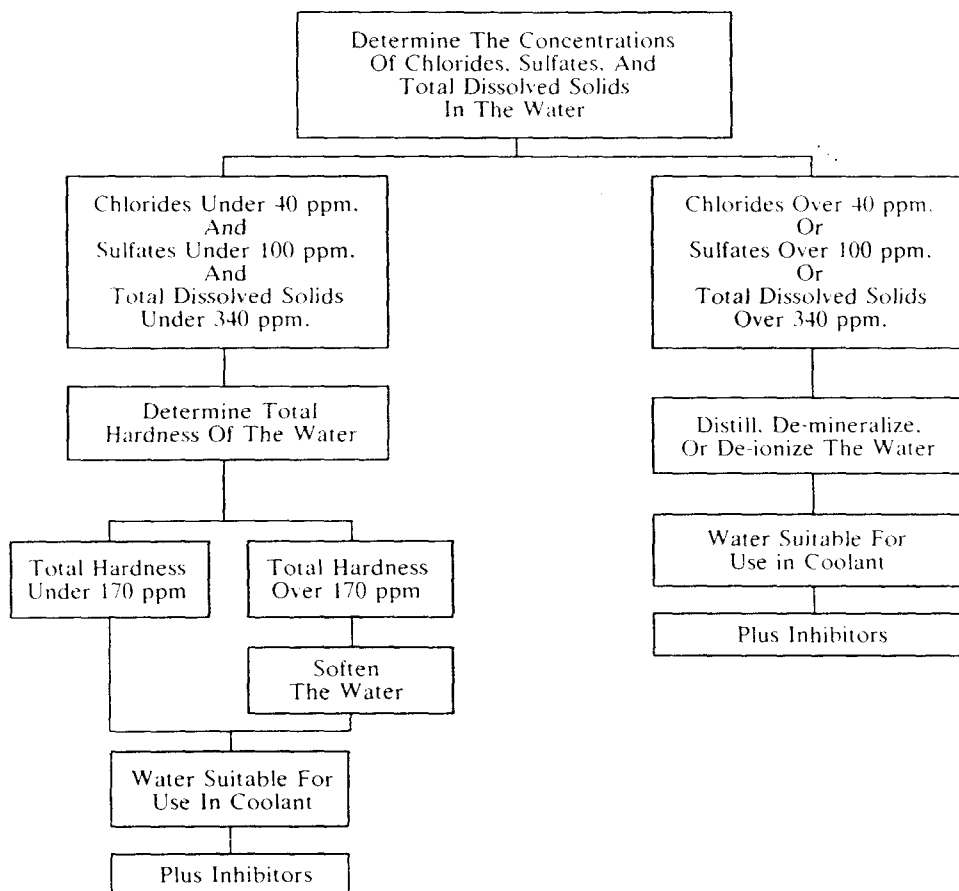 Determine The Concentrations
Of Chlorides, Sulfates, And
Total Dissolved Solids
In The Water
Chlorides Under 40 ppm.
And
Sulfates Under 100 ppm.
And
Total Dissolved Solids
Under 340 ppm.
Chlorides Over 40 ppm.
Or
Sulfates Over 100 ppm.
Or
Total Dissolved Solids
Over 340 ppm.
Determine Total
Hardness Of The Water
Distill, De-mineralize,
Or De-ionize The Water
Total Hardness
Under 170 ppm
Total Hardness
Over 170 ppm
Water Suitable For
Use in Coolant
Plus Inhibitors
Soften
The Water
Water Suitable For
Use In Coolant
Plus Inhibitors